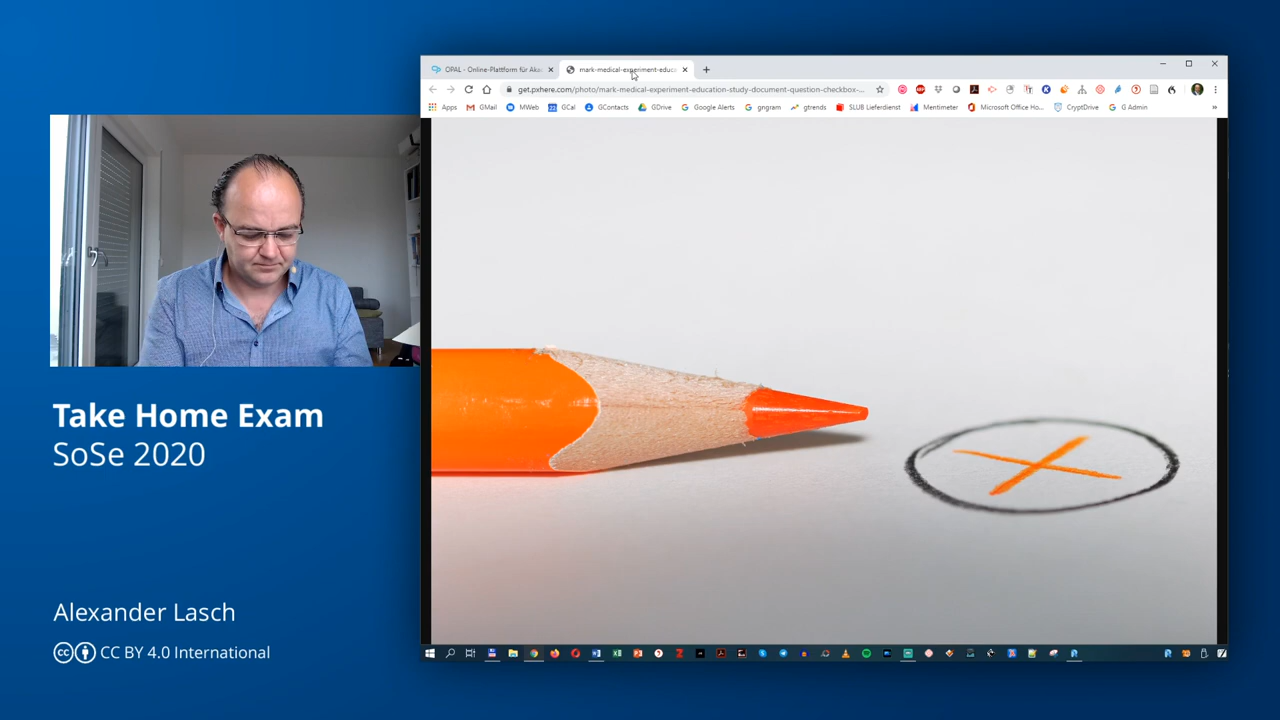 OPAL - Online-Plattform für Aka
mark-medical-experiment-educa
get.pxhere.com/photo/mark-medical-experiment-education-study-document-question-checkbox-...
Apps
GMail
MWeb
GCal
GContacts
GDrive
Google Alerts
gngram
gtrends
SLUB Lieferdienst
Mentimeter
Microsoft Office Ho...
CryptDrive
G Admin
Take Home Exam
SoSe 2020
Alexander Lasch
CC BY 4.0 International